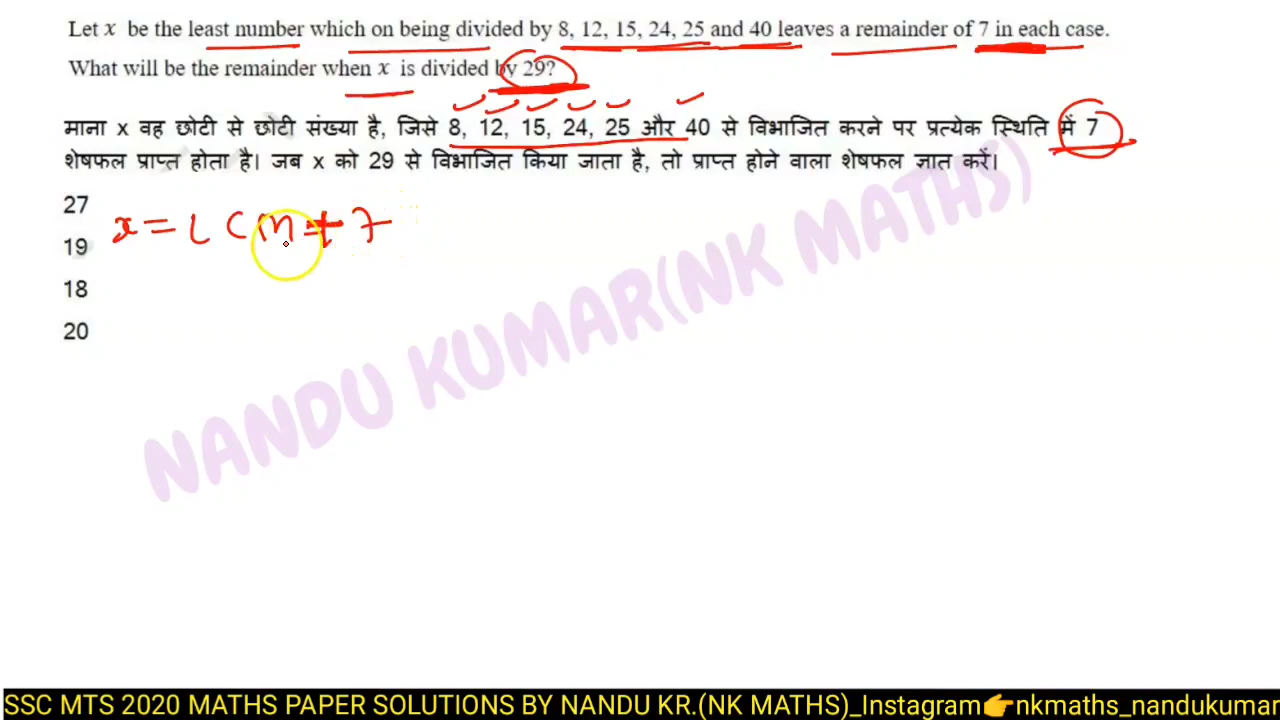 Let x be the least number which on being divided by 8, 12, 15, 24, 25 and 40 leaves a remainder of 7 in each case.
What will be the remainder when x is divided by 29?
माना x वह छोटी से छोटी संख्या है, जिसे 8, 12, 15, 24, 25 और 40 से विभाजित करने पर प्रत्येक स्थिति में 7
शेषफल प्राप्त होता है। जब x को 29 से विभाजित किया जाता है, तो प्राप्त होने वाला शेषफल ज्ञात करें।
27
x = LCM + 7
19
18
20
NANDU KUMAR(NK MATHS)
SSC MTS 2020 MATHS PAPER SOLUTIONS BY NANDU KR.(NK MATHS)_Instagram👉nkmaths_nandukumar